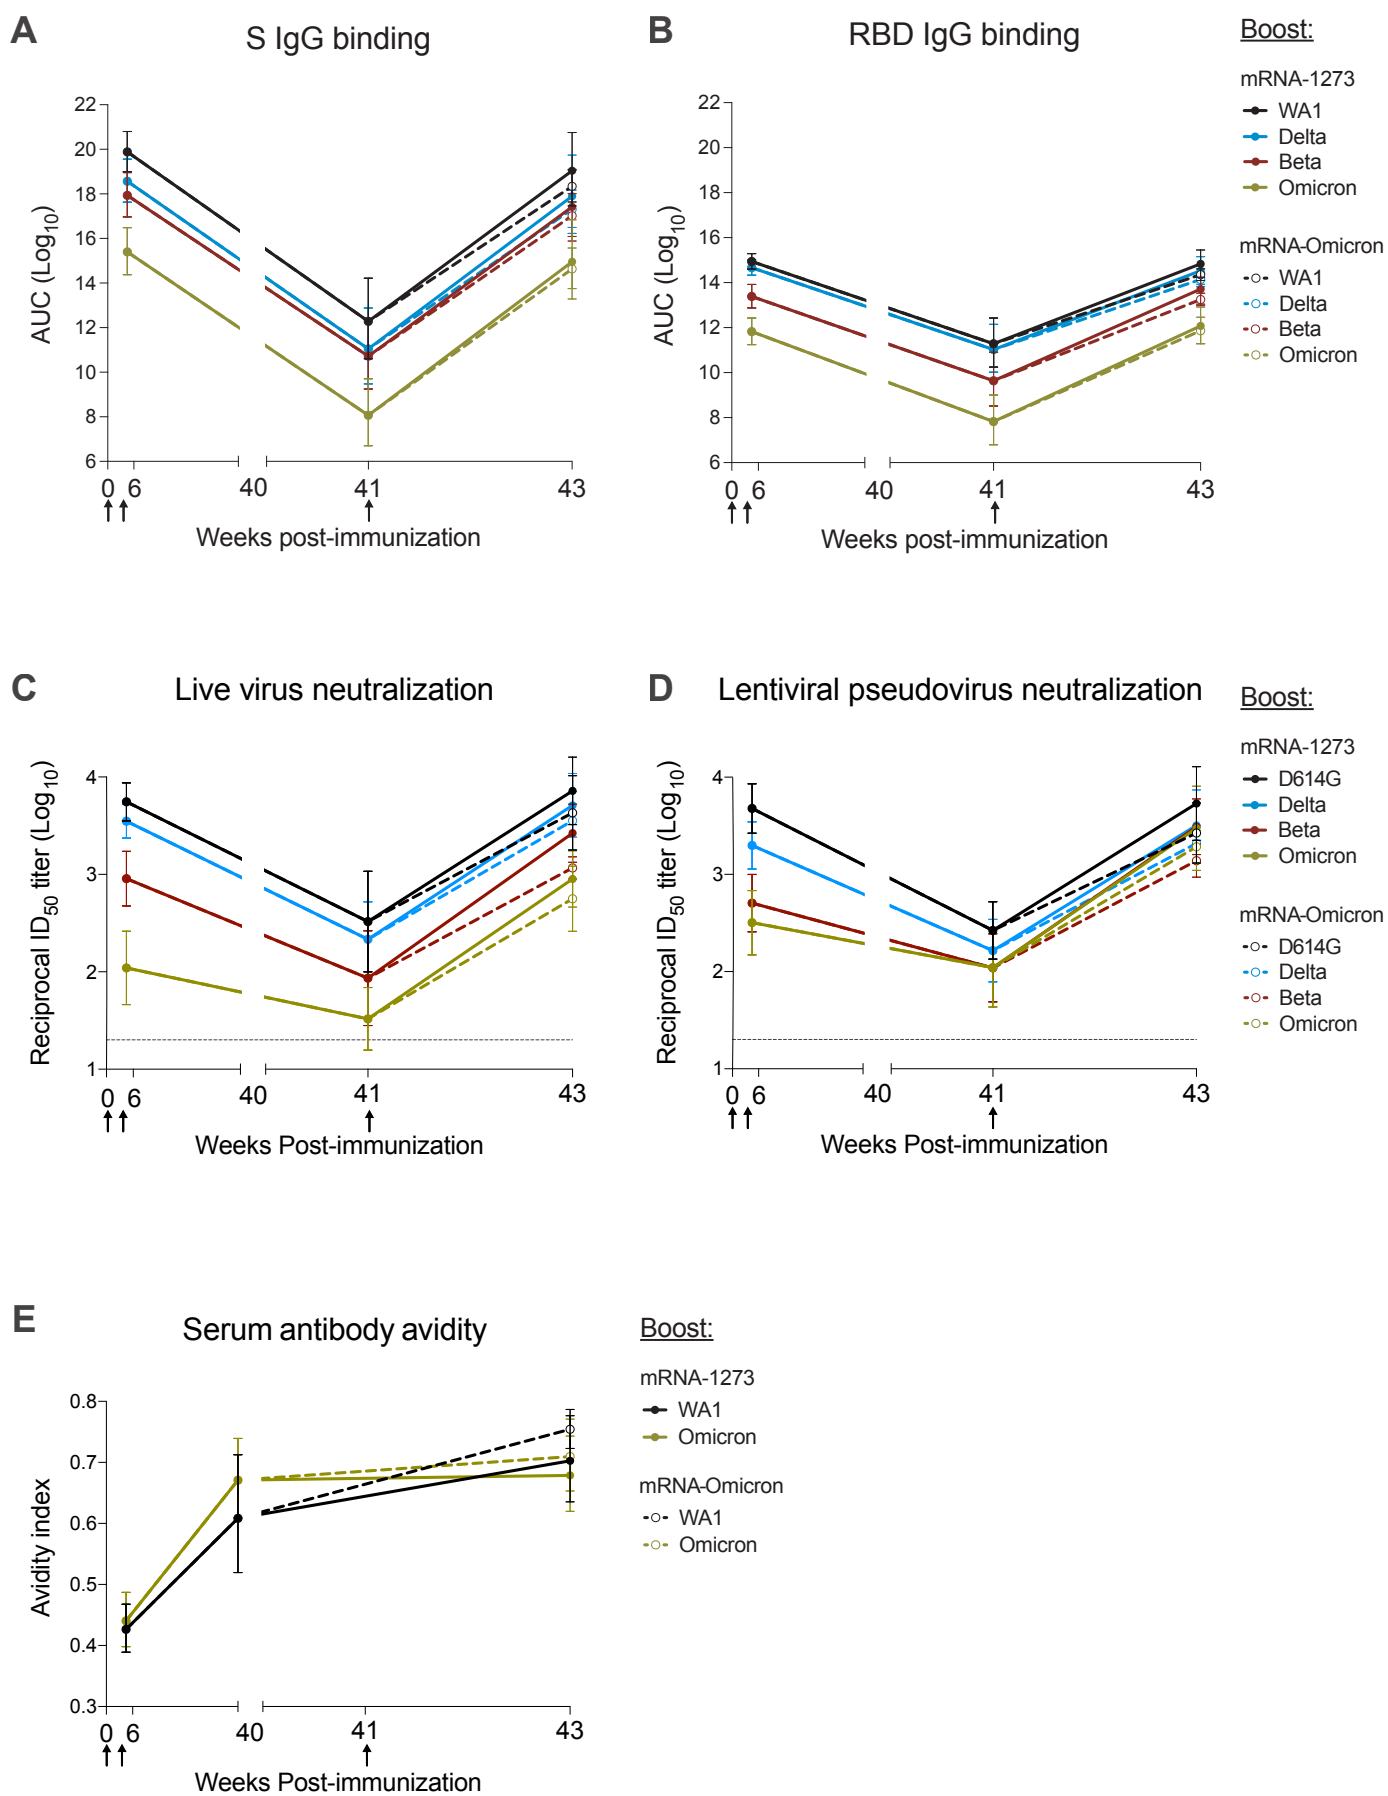 A
S IgG binding
22
20
18
16
14
12
10
8
6
AUC (Log10)
0 6 40 41 43
Weeks post-immunization
B
RBD IgG binding
22
20
18
16
14
12
10
8
6
AUC (Log10)
0 6 40 41 43
Weeks post-immunization
Boost:
mRNA-1273
WA1
Delta
Beta
Omicron
mRNA-Omicron
WA1
Delta
Beta
Omicron
C
Live virus neutralization
4
3
2
1
Reciprocal ID50 titer (Log10)
0 6 40 41 43
Weeks Post-immunization
D
Lentiviral pseudovirus neutralization
4
3
2
1
Reciprocal ID50 titer (Log10)
0 6 40 41 43
Weeks Post-immunization
Boost:
mRNA-1273
D614G
Delta
Beta
Omicron
mRNA-Omicron
D614G
Delta
Beta
Omicron
E
Serum antibody avidity
0.8
0.7
0.6
0.5
0.4
0.3
Avidity index
0 6 40 41 43
Weeks Post-immunization
Boost:
mRNA-1273
WA1
Omicron
mRNA-Omicron
WA1
Omicron